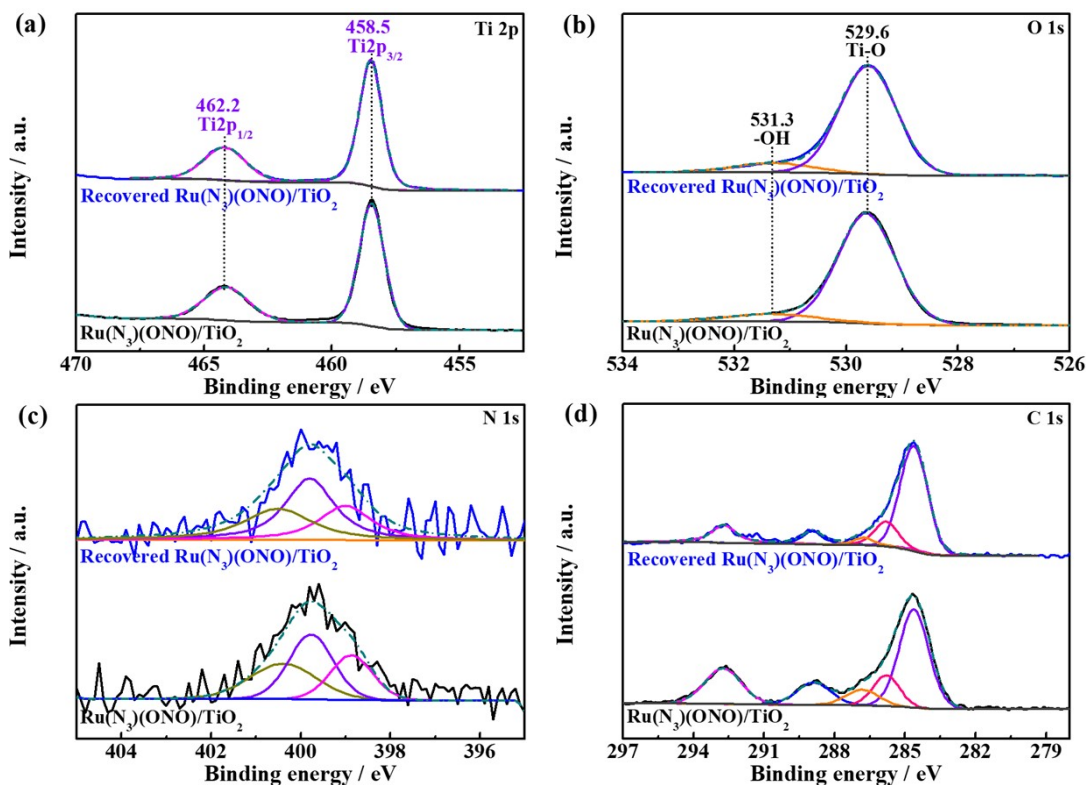 (a)
Ti 2p
458.5
Ti2p3/2
462.2
Ti2p1/2
Recovered Ru(N3)(ONO)/TiO2
Ru(N3)(ONO)/TiO2
Intensity / a.u.
470 465 460 455
Binding energy / eV
(b)
O 1s
529.6
Ti-O
531.3
-OH
Recovered Ru(N3)(ONO)/TiO2
Ru(N3)(ONO)/TiO2
Intensity / a.u.
534 532 530 528 526
Binding energy / eV
(c)
N 1s
Recovered Ru(N3)(ONO)/TiO2
Ru(N3)(ONO)/TiO2
Intensity / a.u.
404 402 400 398 396
Binding energy / eV
(d)
C 1s
Recovered Ru(N3)(ONO)/TiO2
Ru(N3)(ONO)/TiO2
Intensity / a.u.
297 294 291 288 285 282 279
Binding energy / eV